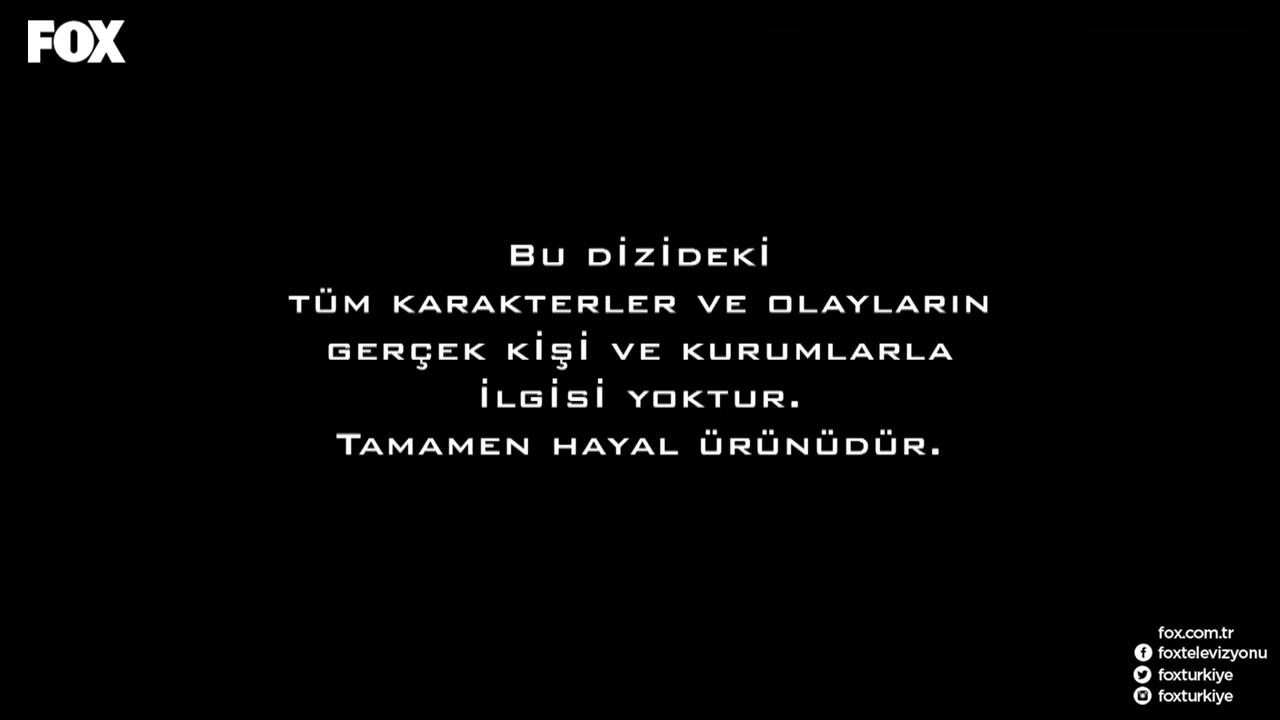 FOX
Bu dizideki
tüm karakterler ve olayların
gerçek kişi ve kurumlarla
ilgisi yoktur.
Tamamen hayal ürünüdür.
fox.com.tr
foxtelevizyonu
foxturkiye
foxturkiye